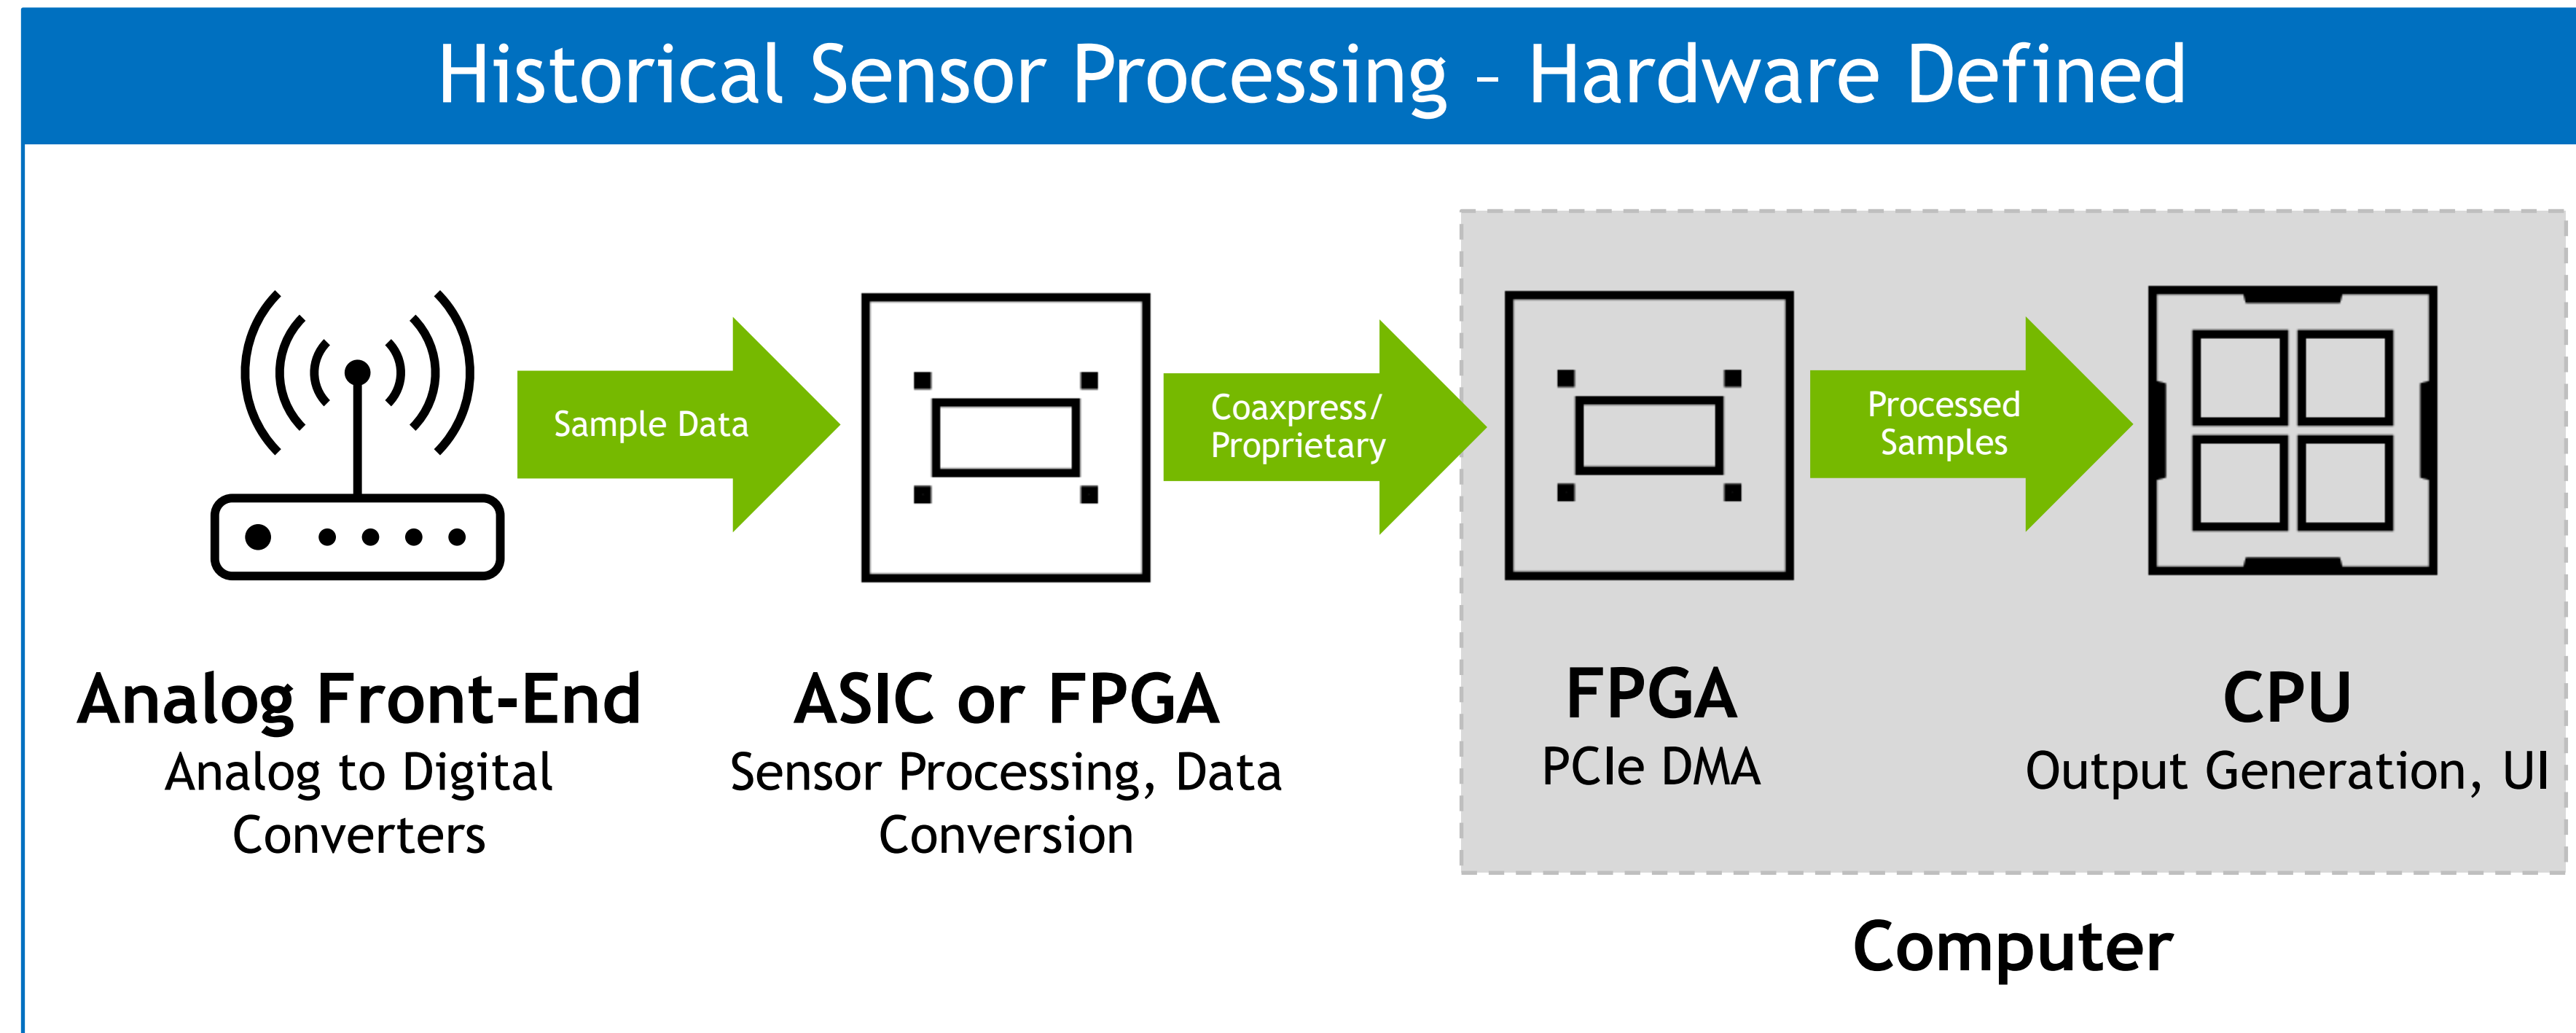 Historical Sensor Processing – Hardware Defined
Sample Data
Coaxpress/
Proprietary
Processed
Samples
Analog Front-End
Analog to Digital
Converters
ASIC or FPGA
Sensor Processing, Data
Conversion
FPGA
PCIe DMA
CPU
Output Generation, UI
Computer